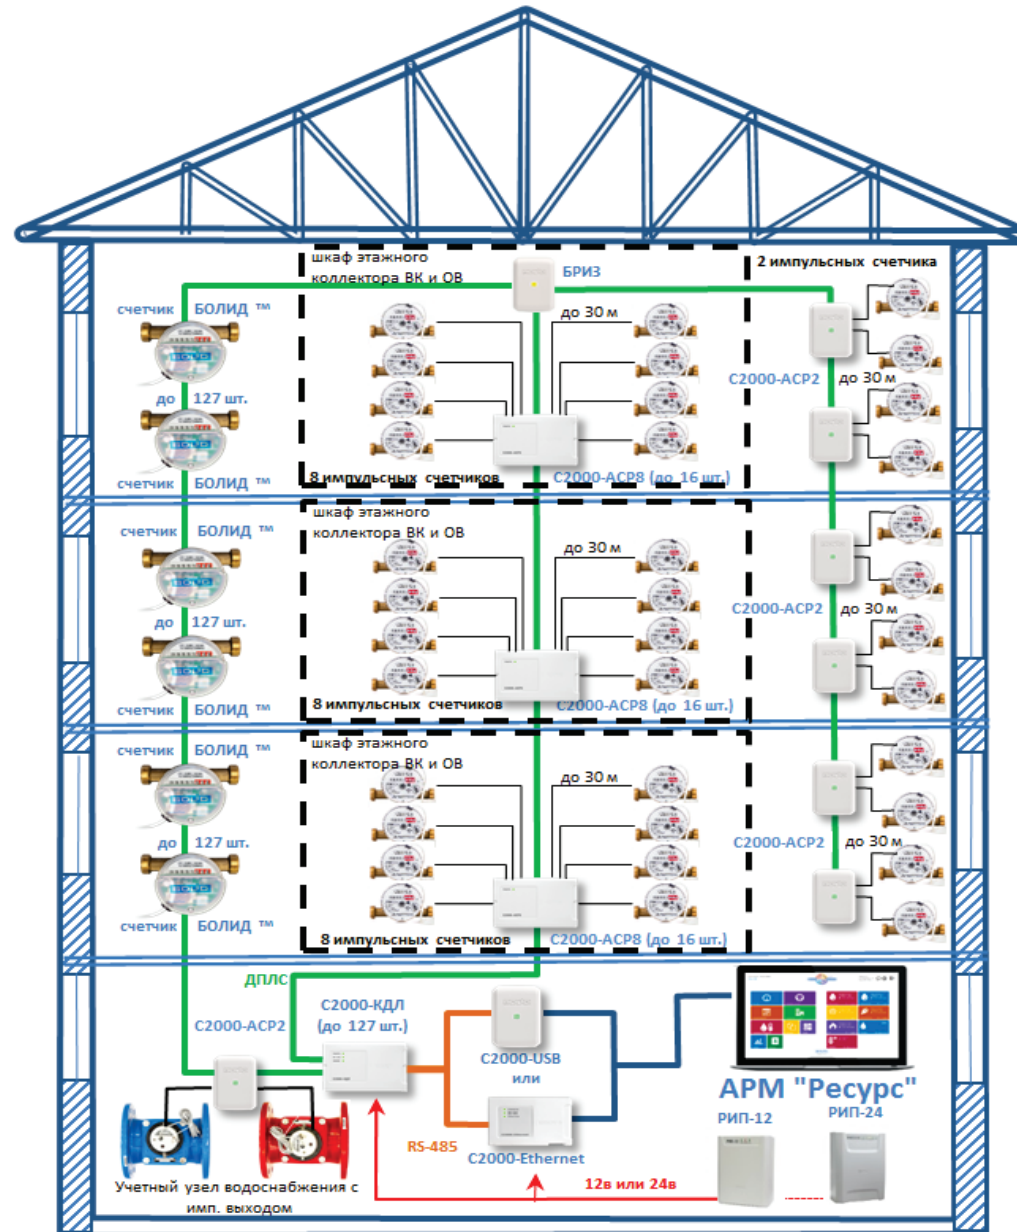 шкаф этажного
коллектора ВК и ОВ
БРИЗ
2 импульсных счетчика
счетчик БОЛИД ™
до 30 м
С2000-АСР2 до 30 м
до 127 шт.
8 импульсных счетчиков С2000-АСР8 (до 16 шт.)
счетчик БОЛИД ™
шкаф этажного
коллектора ВК и ОВ
счетчик БОЛИД ™
до 30 м
С2000-АСР2 до 30 м
до 127 шт.
8 импульсных счетчиков С2000-АСР8 (до 16 шт.)
счетчик БОЛИД ™
шкаф этажного
коллектора ВК и ОВ
счетчик БОЛИД ™
до 30 м
до 127 шт.
С2000-АСР2 до 30 м
8 импульсных счетчиков С2000-АСР8 (до 16 шт.)
счетчик БОЛИД ™
ДПЛС
С2000-КДЛ
(до 127 шт.)
С2000-АСР2
С2000-USB
или
АРМ "Ресурс"
РИП-12
РИП-24
RS-485
С2000-Ethernet
12в или 24в
Учетный узел водоснабжения с
имп. выходом